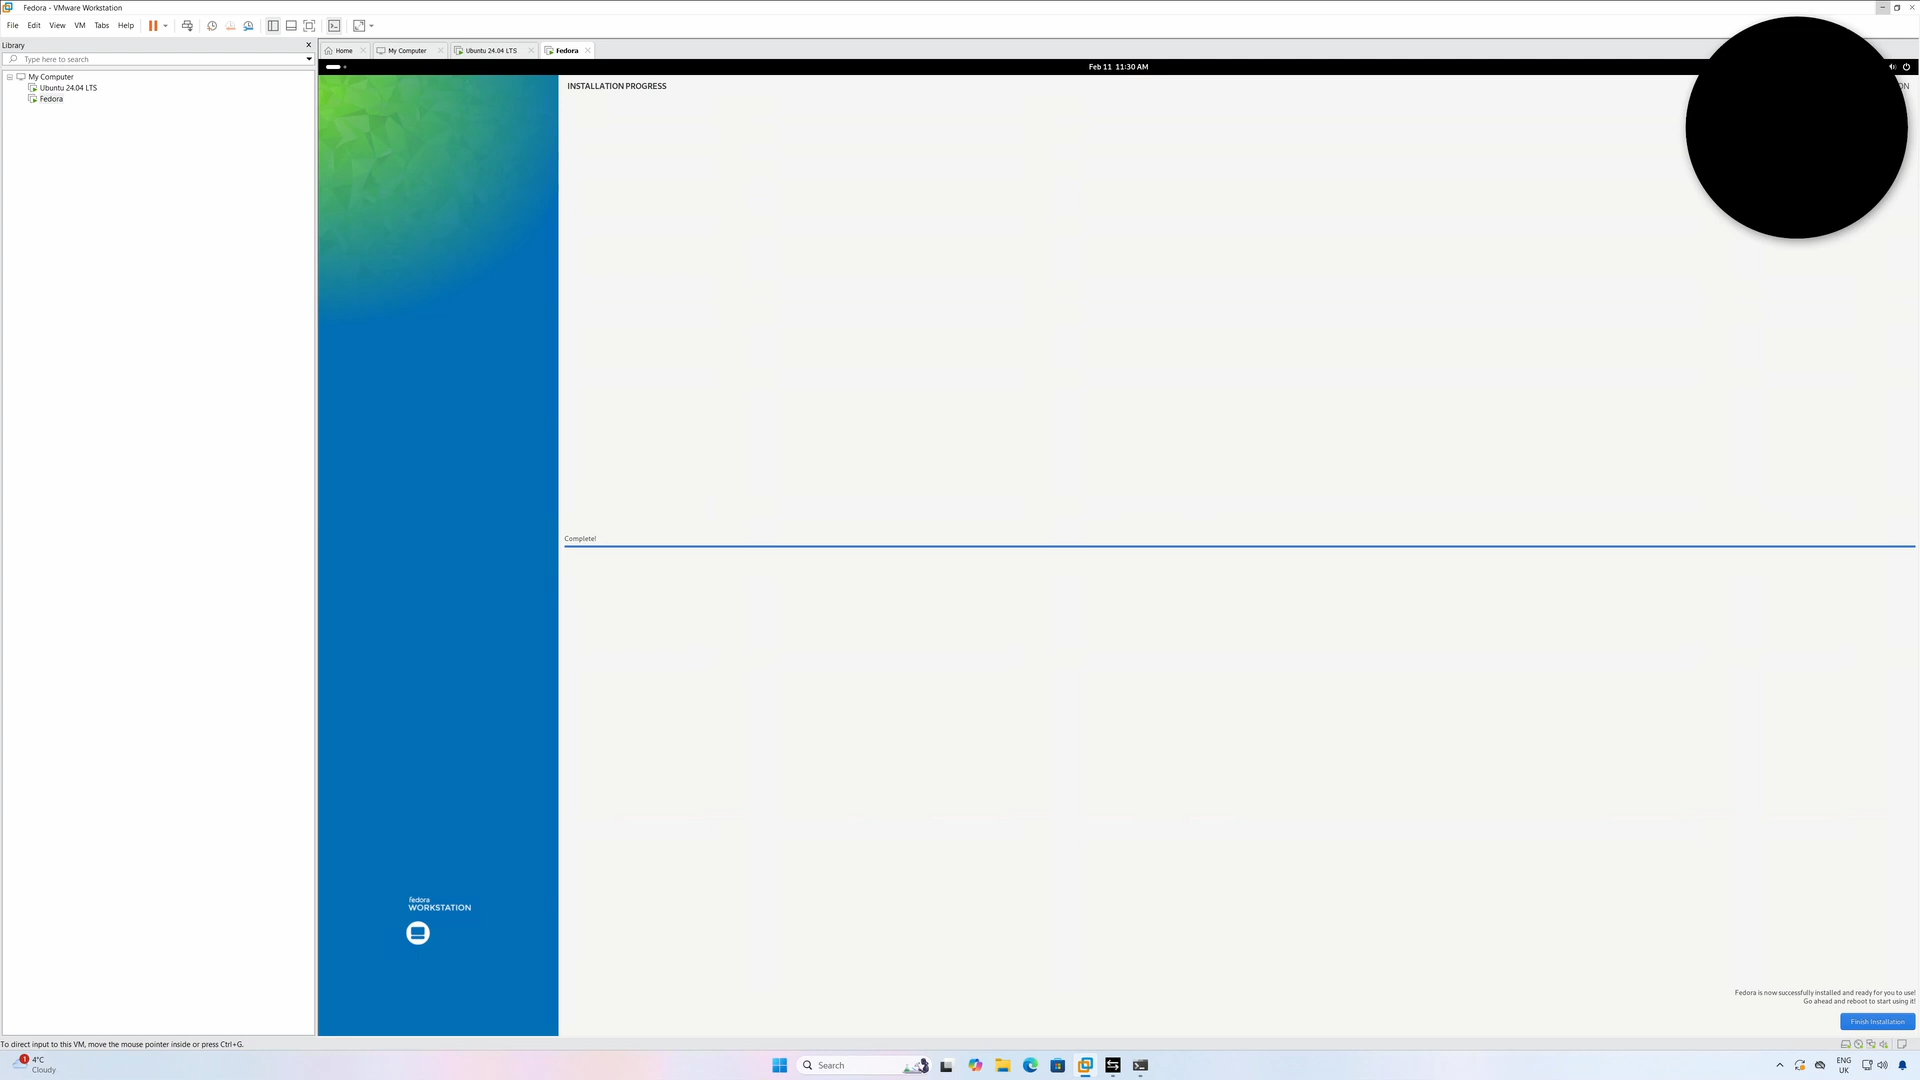 Fedora - VMware Workstation
File Edit View VM Tabs Help
Library
Type here to search
My Computer
Ubuntu 24.04 LTS
Fedora
Home
My Computer
Ubuntu 24.04 LTS
Fedora
Feb 11 11:30 AM
INSTALLATION PROGRESS
Complete!
fedora
WORKSTATION
Fedora is now successfully installed and ready for you to use!
Go ahead and reboot to start using it!
Finish Installation
To direct input to this VM, move the mouse pointer inside or press Ctrl+G.
1
4°C
Cloudy
Search
ENG
UK